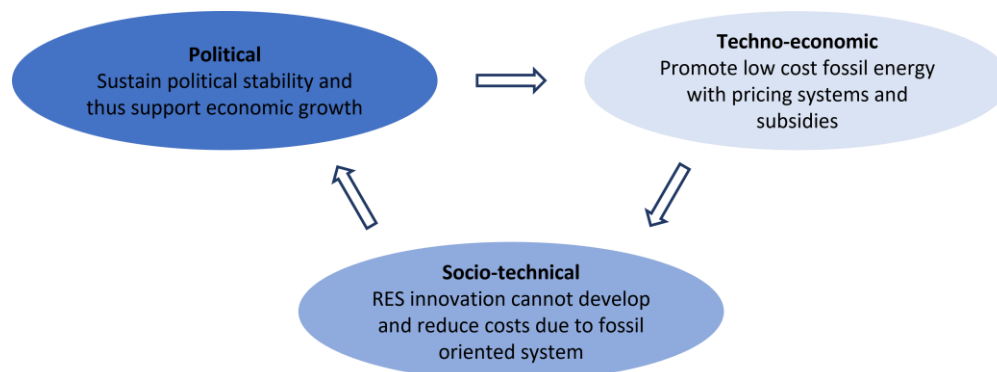 Political
Sustain political stability and
thus support economic growth
Techno-economic
Promote low cost fossil energy
with pricing systems and
subsidies
Socio-technical
RES innovation cannot develop
and reduce costs due to fossil
oriented system